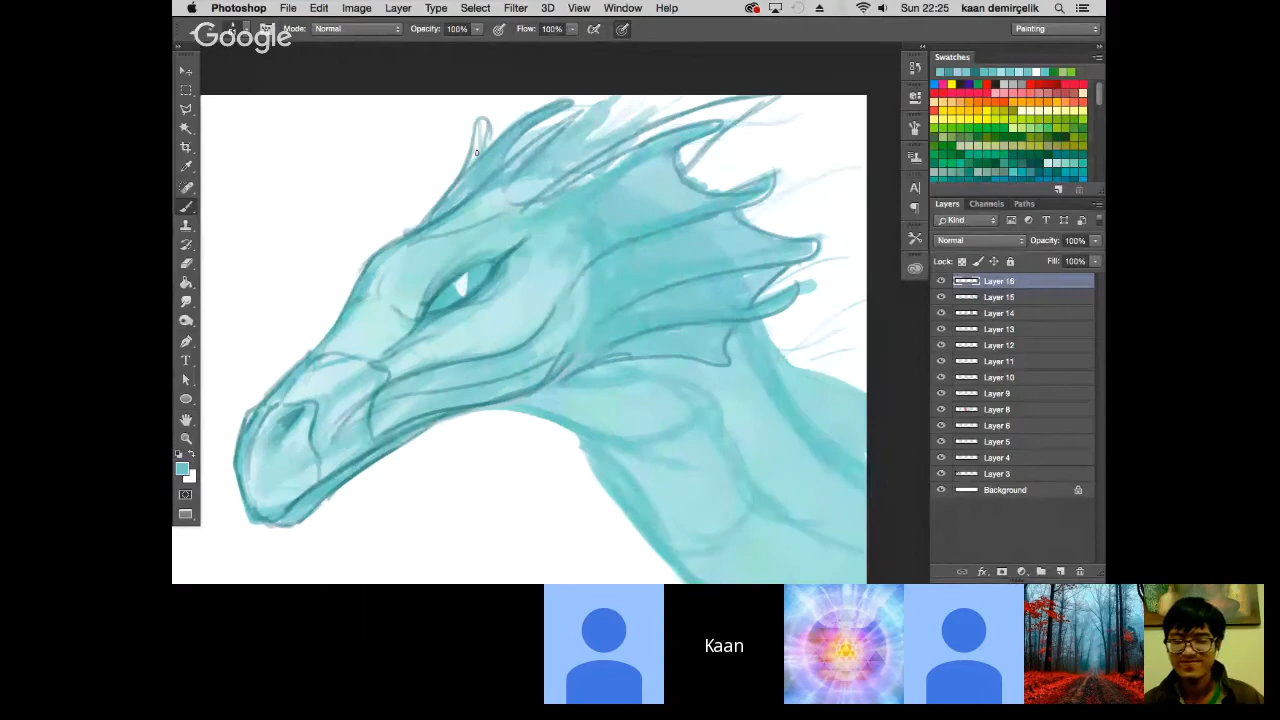 Photoshop File Edit Image Layer Type Select Filter 3D View Window Help Sun 22:25 kaan demirçelik
Google
Mode: Normal Opacity: 100% Flow: 100% Painting
Swatches
Layers Channels Paths
Kind
Normal Opacity: 100%
Lock: Fill: 100%
Layer 16
Layer 15
Layer 14
Layer 13
Layer 12
Layer 11
Layer 10
Layer 9
Layer 8
Layer 6
Layer 5
Layer 4
Layer 3
Background
Kaan